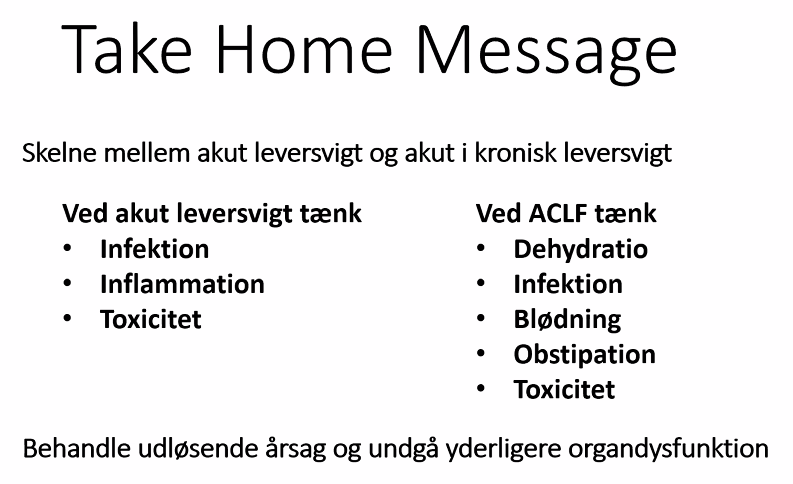 Take Home Message
Skelne mellem akut leversvigt og akut i kronisk leversvigt
Ved akut leversvigt tænk
• Infektion
• Inflammation
• Toxicitet
Ved ACLF tænk
• Dehydratio
• Infektion
• Blødning
• Obstipation
• Toxicitet
Behandle udløsende årsag og undgå yderligere organdysfunktion